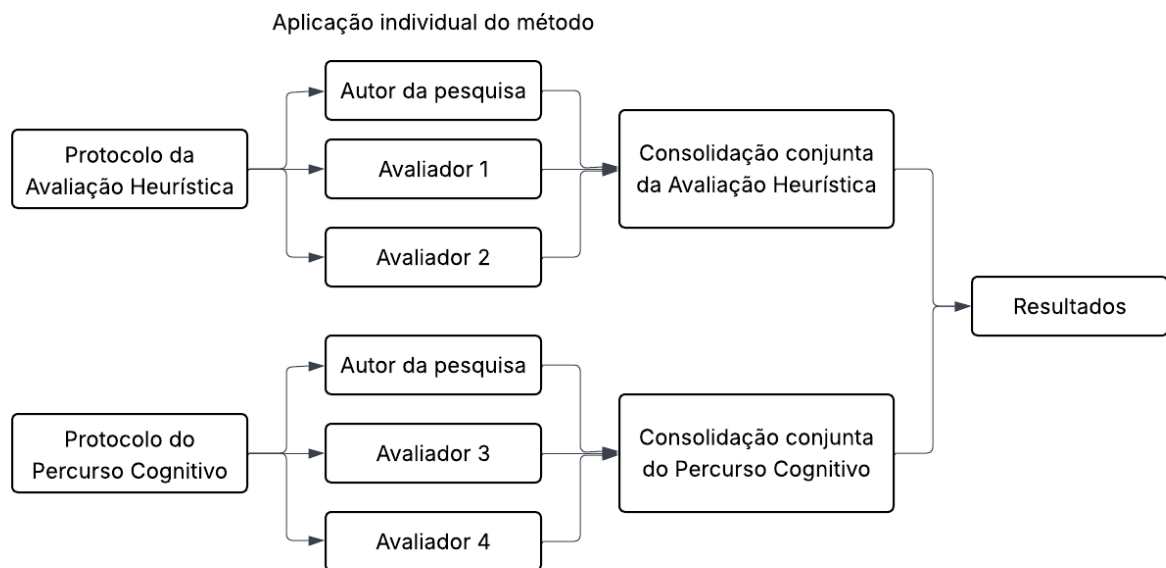 Aplicação individual do método
Protocolo da
Avaliação Heurística
Autor da pesquisa
Avaliador 1
Avaliador 2
Consolidação conjunta
da Avaliação Heurística
Protocolo do
Percurso Cognitivo
Autor da pesquisa
Avaliador 3
Avaliador 4
Consolidação conjunta
do Percurso Cognitivo
Resultados